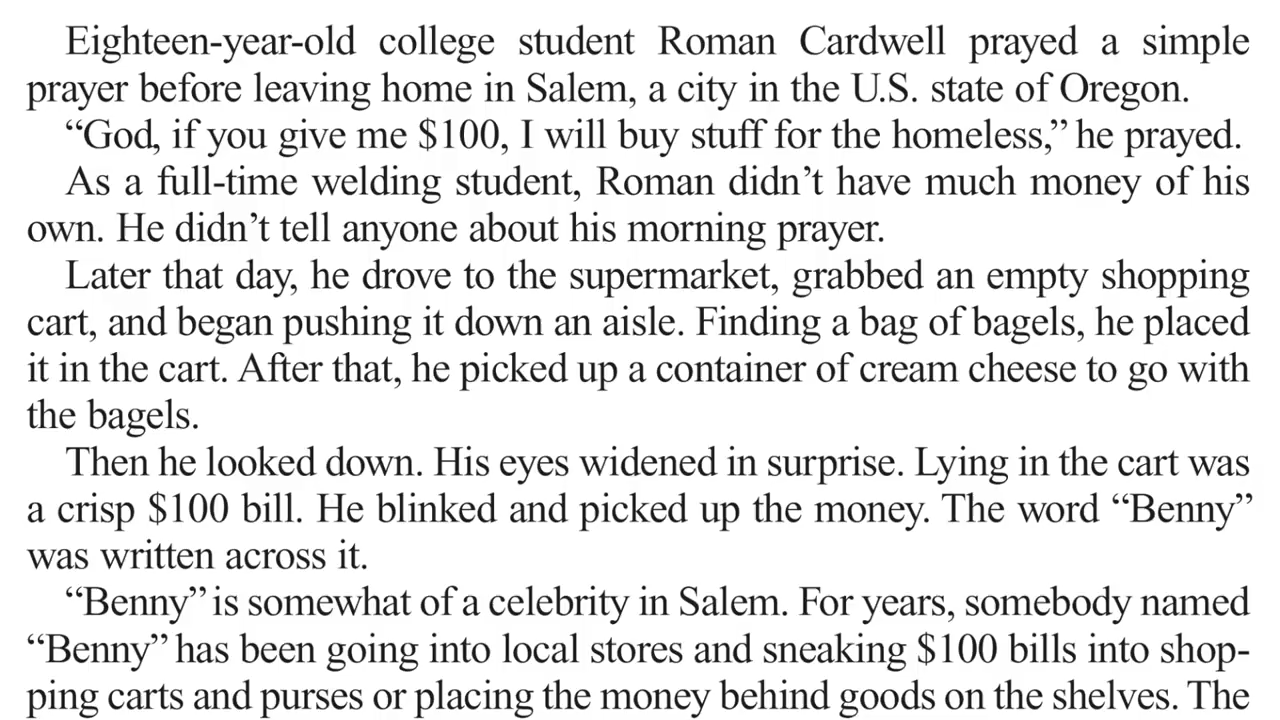 Eighteen-year-old college student Roman Cardwell prayed a simple
prayer before leaving home in Salem, a city in the U.S. state of Oregon.
“God, if you give me $100, I will buy stuff for the homeless,” he prayed.
As a full-time welding student, Roman didn’t have much money of his
own. He didn’t tell anyone about his morning prayer.
Later that day, he drove to the supermarket, grabbed an empty shopping
cart, and began pushing it down an aisle. Finding a bag of bagels, he placed
it in the cart. After that, he picked up a container of cream cheese to go with
the bagels.
Then he looked down. His eyes widened in surprise. Lying in the cart was
a crisp $100 bill. He blinked and picked up the money. The word “Benny”
was written across it.
“Benny” is somewhat of a celebrity in Salem. For years, somebody named
“Benny” has been going into local stores and sneaking $100 bills into shop-
ping carts and purses or placing the money behind goods on the shelves. The